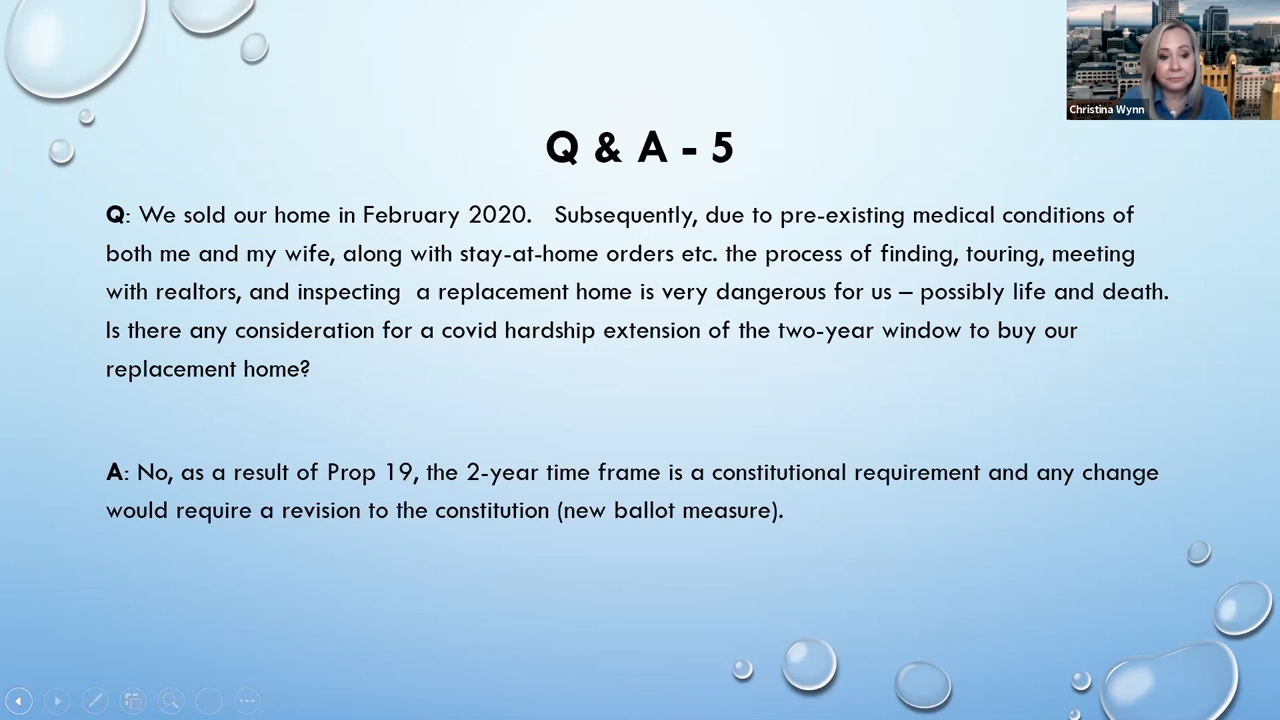 Christina Wynn
Q & A - 5
Q: We sold our home in February 2020. Subsequently, due to pre-existing medical conditions of
both me and my wife, along with stay-at-home orders etc. the process of finding, touring, meeting
with realtors, and inspecting a replacement home is very dangerous for us – possibly life and death.
Is there any consideration for a covid hardship extension of the two-year window to buy our
replacement home?
A: No, as a result of Prop 19, the 2-year time frame is a constitutional requirement and any change
would require a revision to the constitution (new ballot measure).